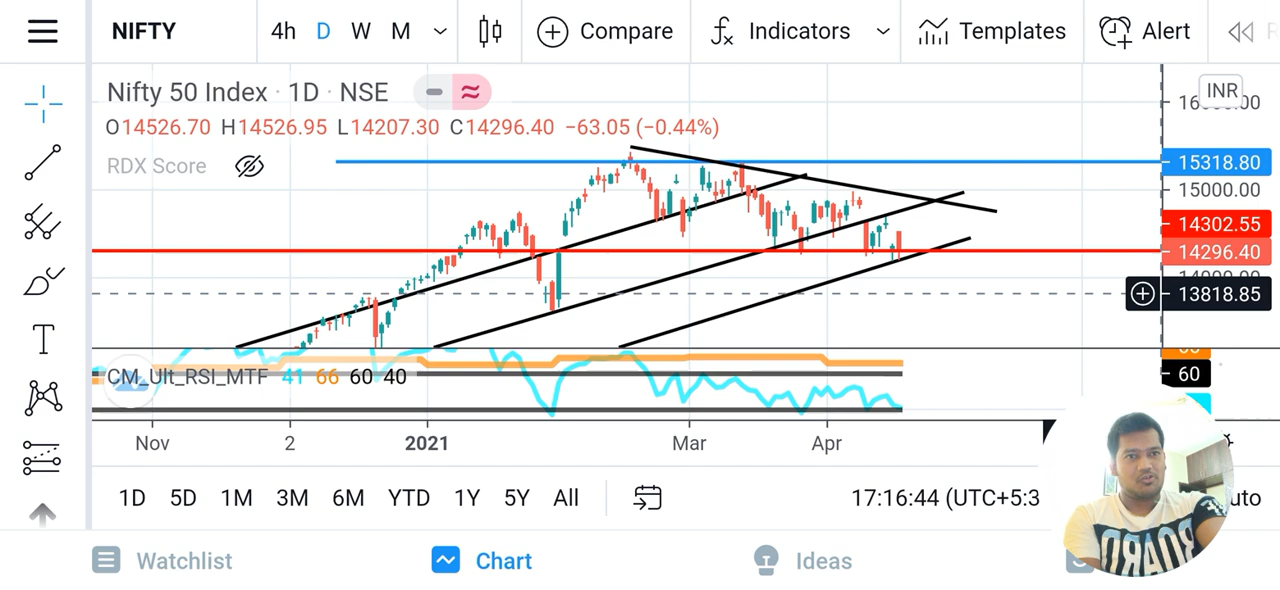 NIFTY 4h D W M Compare Indicators Templates Alert
Nifty 50 Index · 1D · NSE
INR
O14526.70 H14526.95 L14207.30 C14296.40 −63.05 (−0.44%)
RDX Score
15318.80
15000.00
14302.55
14296.40
13818.85
CM_Ult_RSI_MTF 41 66 60 40
60
Nov 2 2021 Mar Apr
1D 5D 1M 3M 6M YTD 1Y 5Y All 17:16:44 (UTC+5:3
Watchlist Chart Ideas